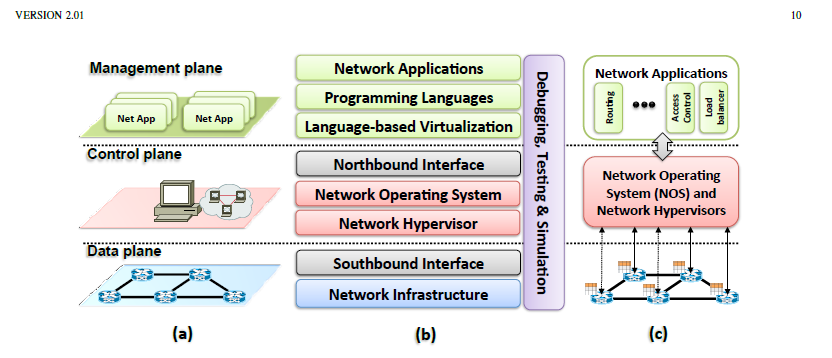 VERSION 2.01
10
Management plane
Net App
Net App
Control plane
Data plane
(a)
Network Applications
Programming Languages
Language-based Virtualization
Northbound Interface
Network Operating System
Network Hypervisor
Southbound Interface
Network Infrastructure
Debugging, Testing & Simulation
(b)
Network Applications
Routing
Access
Control
Load
balancer
Network Operating
System (NOS) and
Network Hypervisors
(c)